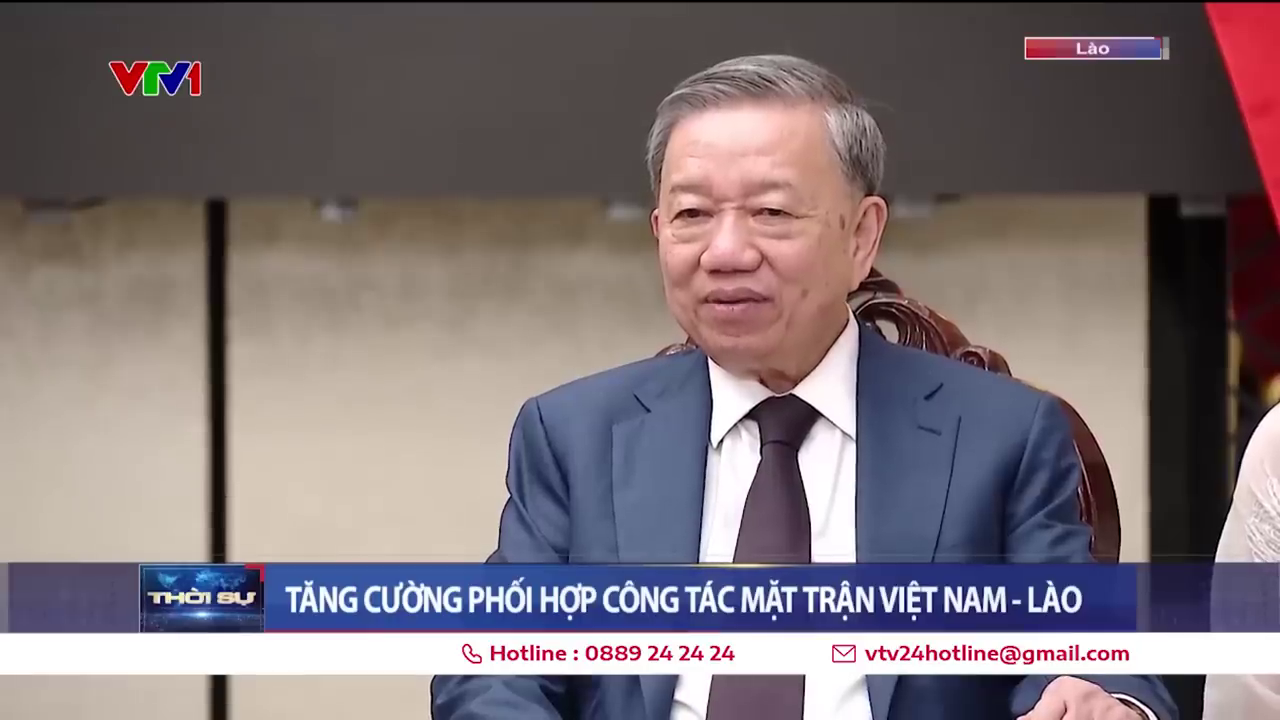 VTV1
Lào
THỜI SỰ
TĂNG CƯỜNG PHỐI HỢP CÔNG TÁC MẶT TRẬN VIỆT NAM - LÀO
Hotline : 0889 24 24 24
vtv24hotline@gmail.com